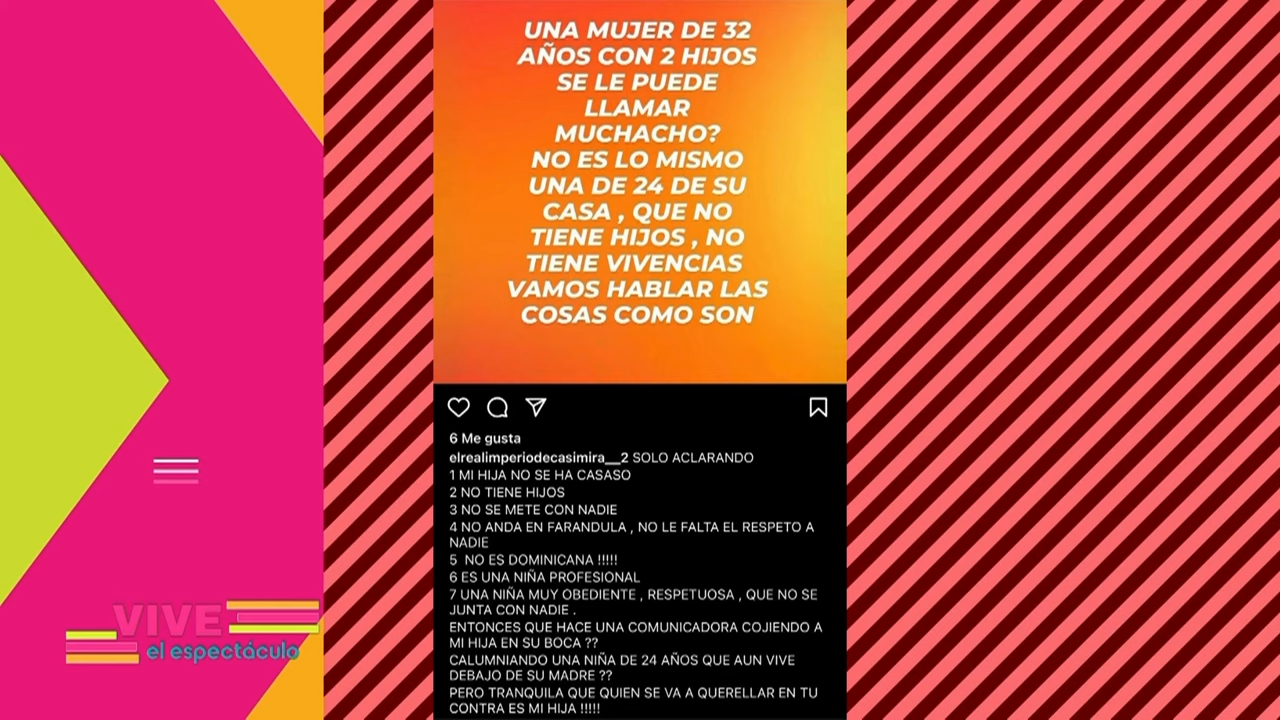 UNA MUJER DE 32
AÑOS CON 2 HIJOS
SE LE PUEDE
LLAMAR
MUCHACHO?
NO ES LO MISMO
UNA DE 24 DE SU
CASA , QUE NO
TIENE HIJOS , NO
TIENE VIVENCIAS
VAMOS HABLAR LAS
COSAS COMO SON
6 Me gusta
elrealimperiodecasimira__2 SOLO ACLARANDO
1 MI HIJA NO SE HA CASASO
2 NO TIENE HIJOS
3 NO SE METE CON NADIE
4 NO ANDA EN FARANDULA , NO LE FALTA EL RESPETO A
NADIE
5 NO ES DOMINICANA !!!!!
6 ES UNA NIÑA PROFESIONAL
7 UNA NIÑA MUY OBEDIENTE , RESPETUOSA , QUE NO SE
JUNTA CON NADIE .
ENTONCES QUE HACE UNA COMUNICADORA COJIENDO A
MI HIJA EN SU BOCA ??
CALUMNIANDO UNA NIÑA DE 24 AÑOS QUE AUN VIVE
DEBAJO DE SU MADRE ??
PERO TRANQUILA QUE QUIEN SE VA A QUERELLAR EN TU
CONTRA ES MI HIJA !!!!!
VIVE
el espectáculo